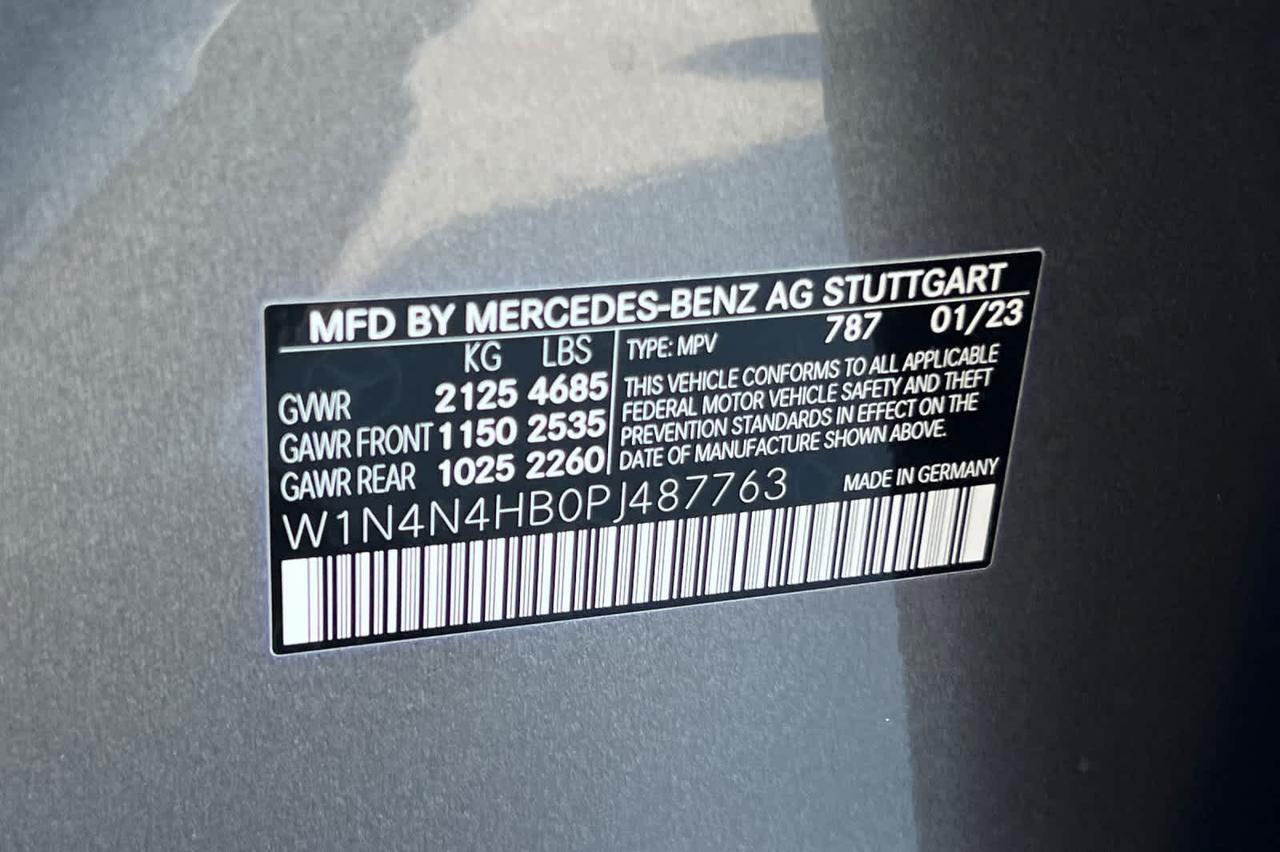 MFD BY MERCEDES-BENZ AG STUTTGART
KG LBS
GVWR 2125 4685
GAWR FRONT 1150 2535
GAWR REAR 1025 2260
TYPE: MPV 787 01/23
THIS VEHICLE CONFORMS TO ALL APPLICABLE
FEDERAL MOTOR VEHICLE SAFETY AND THEFT
PREVENTION STANDARDS IN EFFECT ON THE
DATE OF MANUFACTURE SHOWN ABOVE.
W1N4N4HB0PJ487763 MADE IN GERMANY